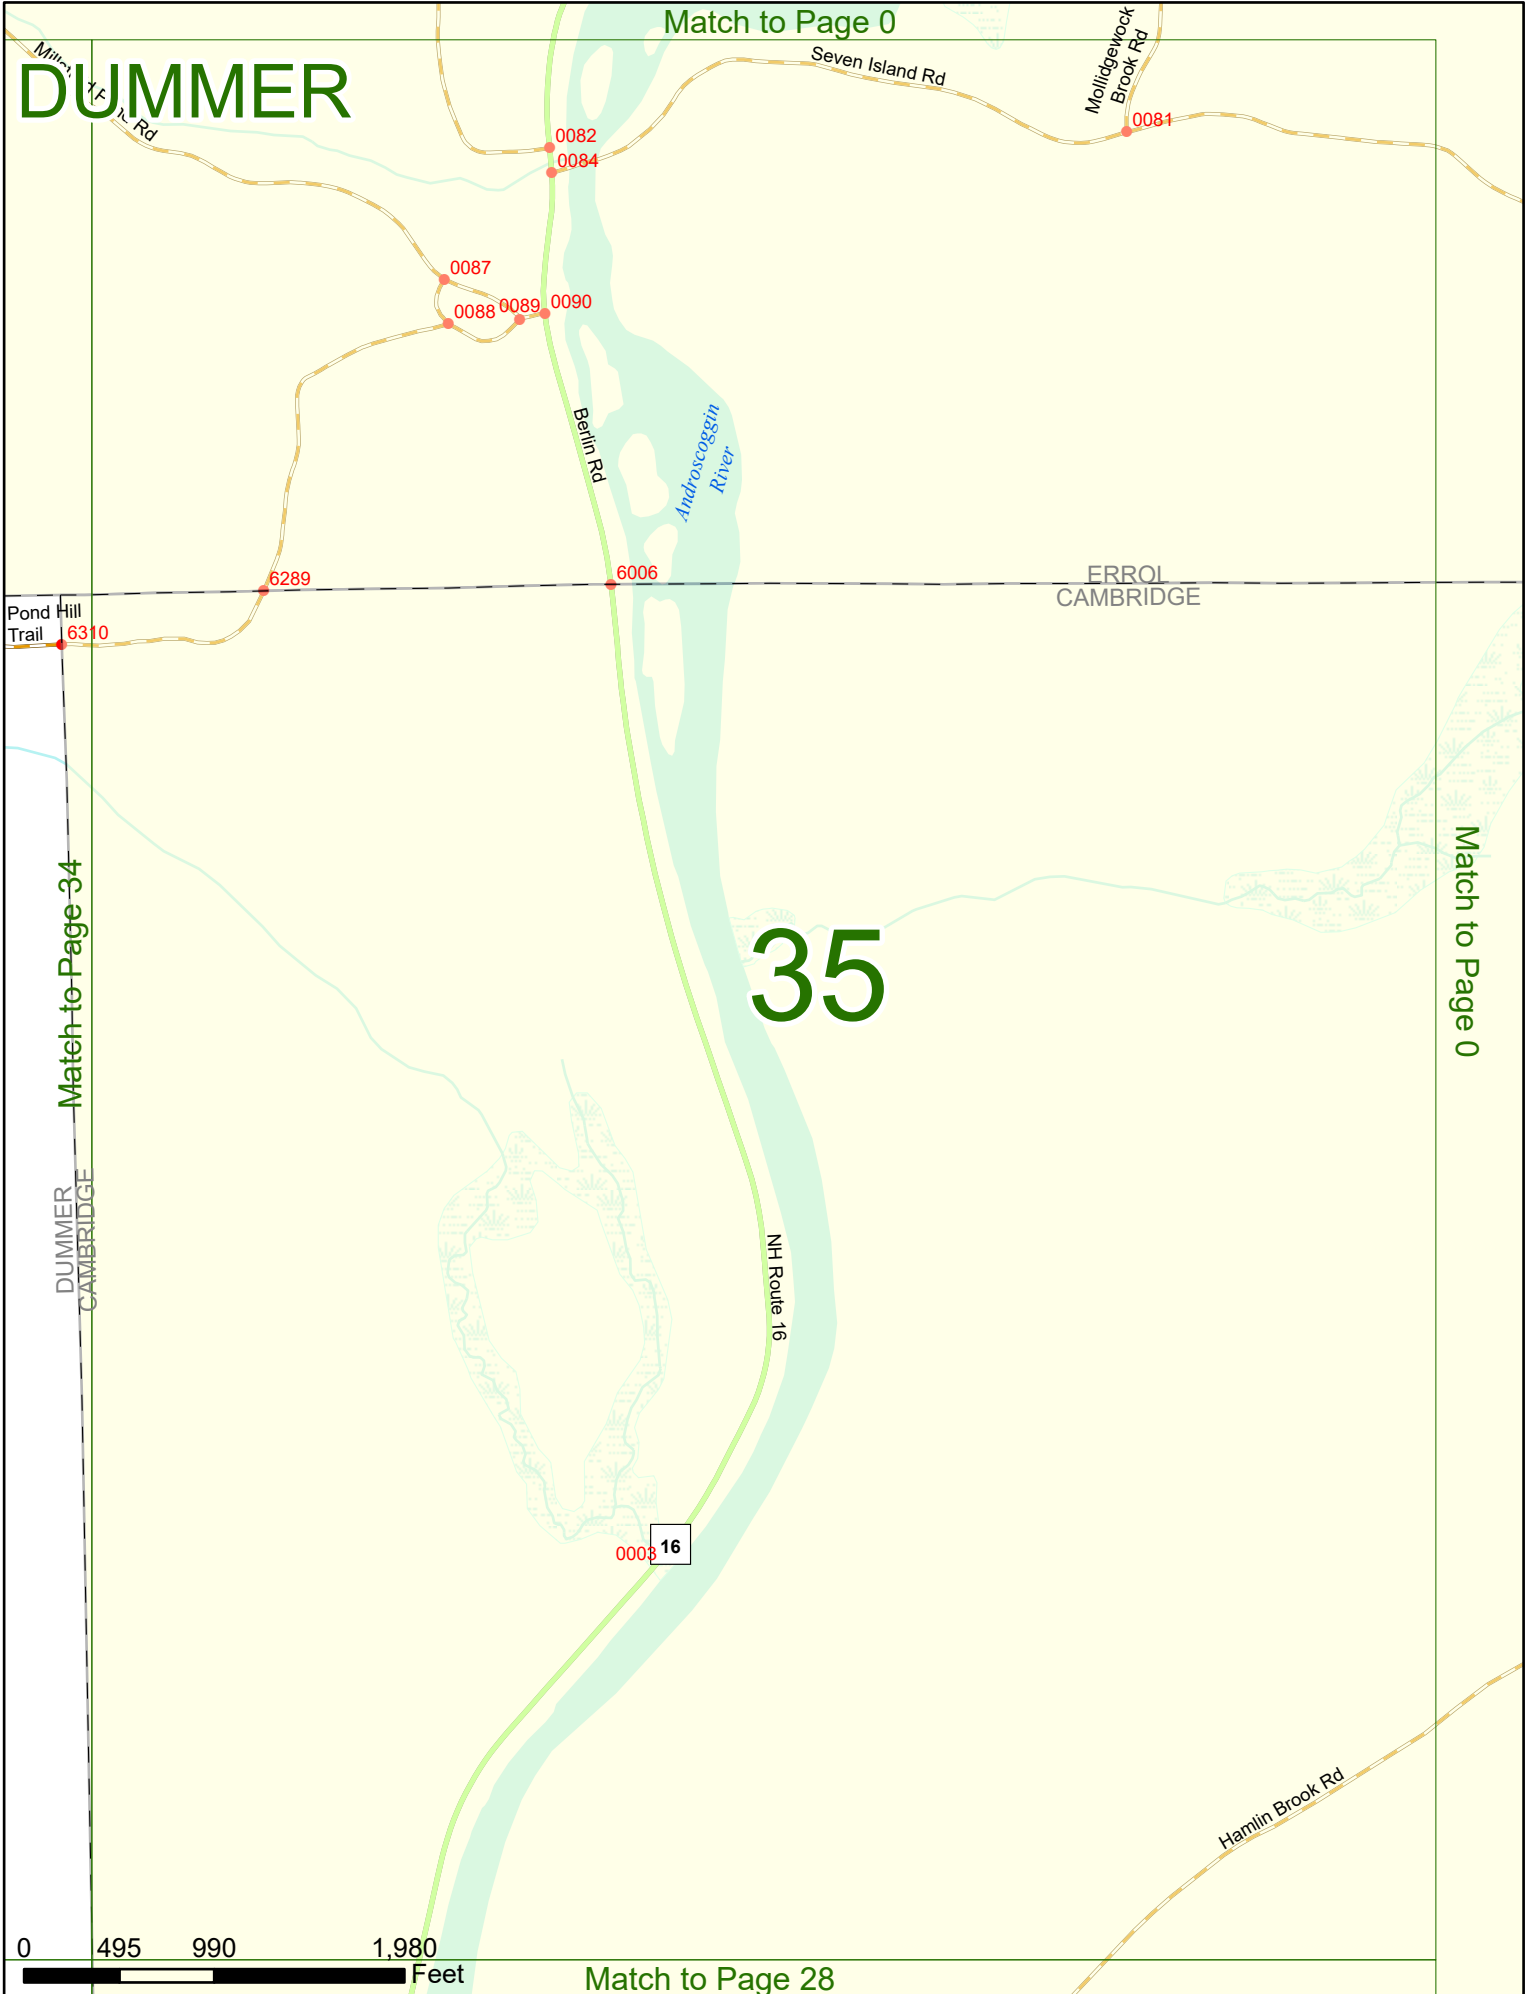 Match to Page 0
DUMMER
Rd
Seven Island Rd
Mollidgewock
Brook Rd
0081
0082
0084
0087
0088
0089
0090
Berlin Rd
Androscoggin
River
6289
6006
ERROL
CAMBRIDGE
Pond Hill
Trail
6310
Match to Page 34
35
Match to Page 0
DUMMER
CAMBRIDGE
NH Route 16
0003
16
Hamlin Brook Rd
0 495 990 1,980
Feet
Match to Page 28